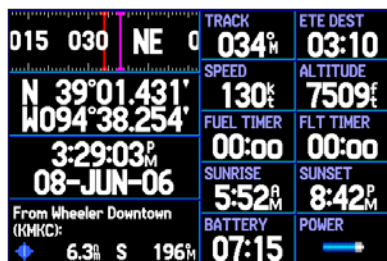 015 030 NE 0
TRACK ETE DEST
034°M 03:10
SPEED ALTITUDE
130kt 7509ft
N 39°01.431'
W094°38.254'
FUEL TIMER FLT TIMER
00:00 00:00
3:29:03PM
08-JUN-06
SUNRISE SUNSET
5:52AM 8:42PM
From Wheeler Downtown
(KMKC):
6.3nm S 196°M
BATTERY POWER
07:15